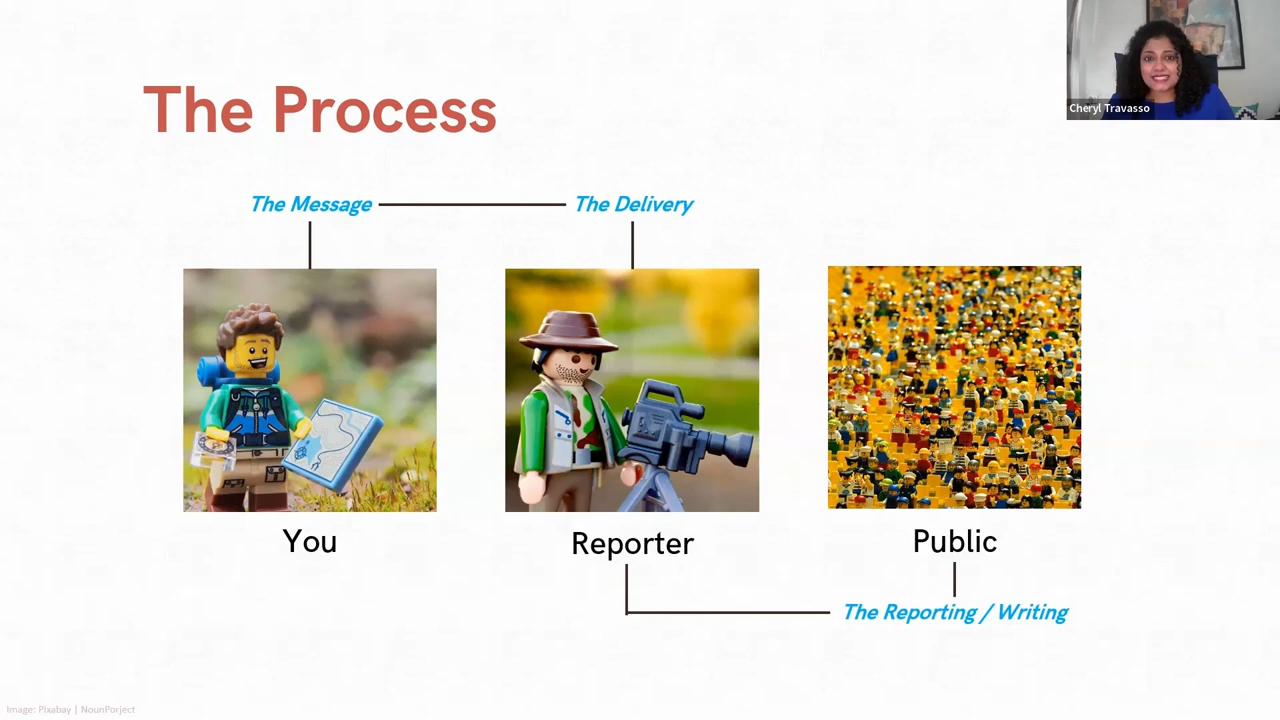 Cheryl Travasso
The Process
The Message
The Delivery
You
Reporter
Public
The Reporting / Writing
Image: Pixabay | NounPorject